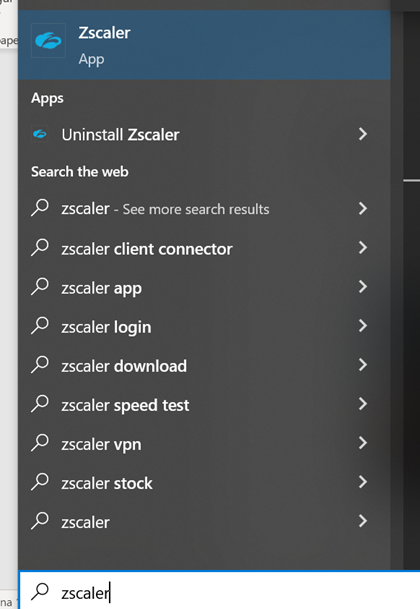 Zscaler
App
Apps
Uninstall Zscaler
Search the web
zscaler - See more search results
zscaler client connector
zscaler app
zscaler login
zscaler download
zscaler speed test
zscaler vpn
zscaler stock
zscaler
zscaler